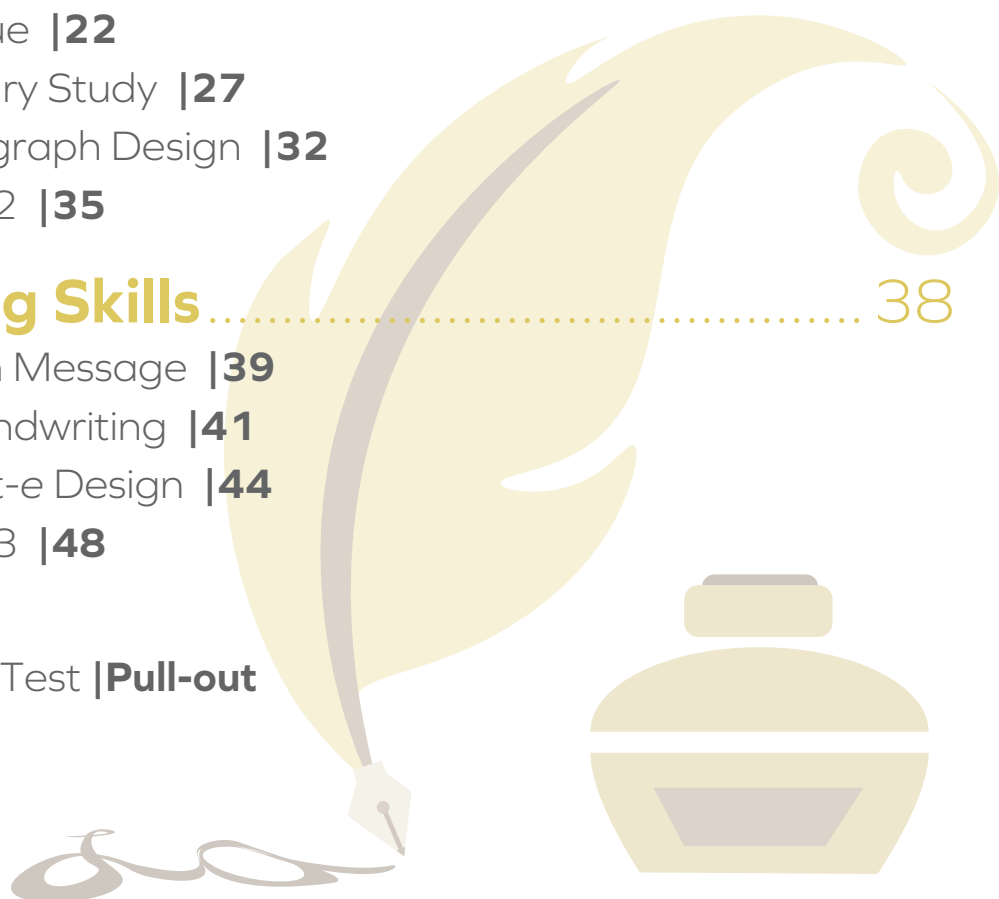 ue |22
ry Study |27
graph Design |32
2 |35
g Skills.................................................. 38
n Message |39
ndwriting |41
t-e Design |44
3 |48
Test |Pull-out